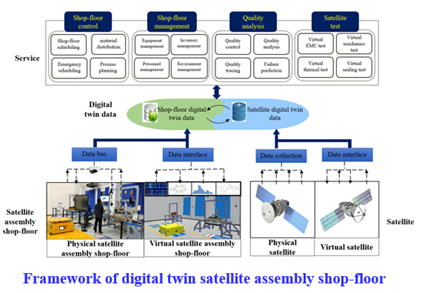 Shop-floor
control
Shop-floor
management
Quality
analysis
Satellite
test
Shop-floor
scheduling
material
distribution
Equipment
management
Inventory
management
Quality
control
Quality
analysis
Virtual
EMC test
Virtual
mechanics
test
Service
Emergency
scheduling
Process
planning
Personnel
management
Environment
management
Quality
tracing
Failure
prediction
Virtual
thermal test
Virtual
sealing test
Digital
twin data
Shop-floor digital
twin data
Satellite digital twin
data
Data bus
Data interface
Data collection
Data interface
Satellite
assembly
shop-floor
Satellite
Physical satellite
assembly shop-floor
Virtual satellite assembly
shop-floor
Physical
satellite
Virtual satellite
Framework of digital twin satellite assembly shop-floor